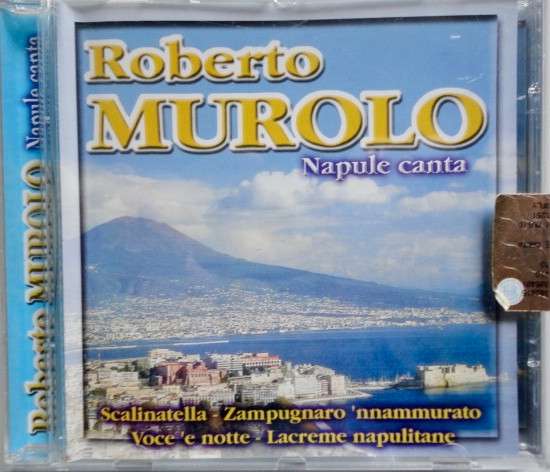 Roberto
MUROLO
Napule canta
Scalinatella - Zampugnaro 'nnammurato
Voce 'e notte - Lacreme napulitane
Roberto MUROLO Napule canta